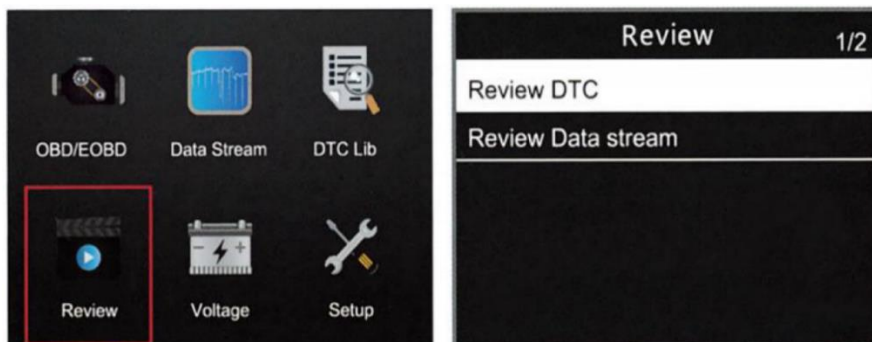 OBD/EOBD Data Stream DTC Lib
Review Voltage Setup
Review 1/2
Review DTC
Review Data stream